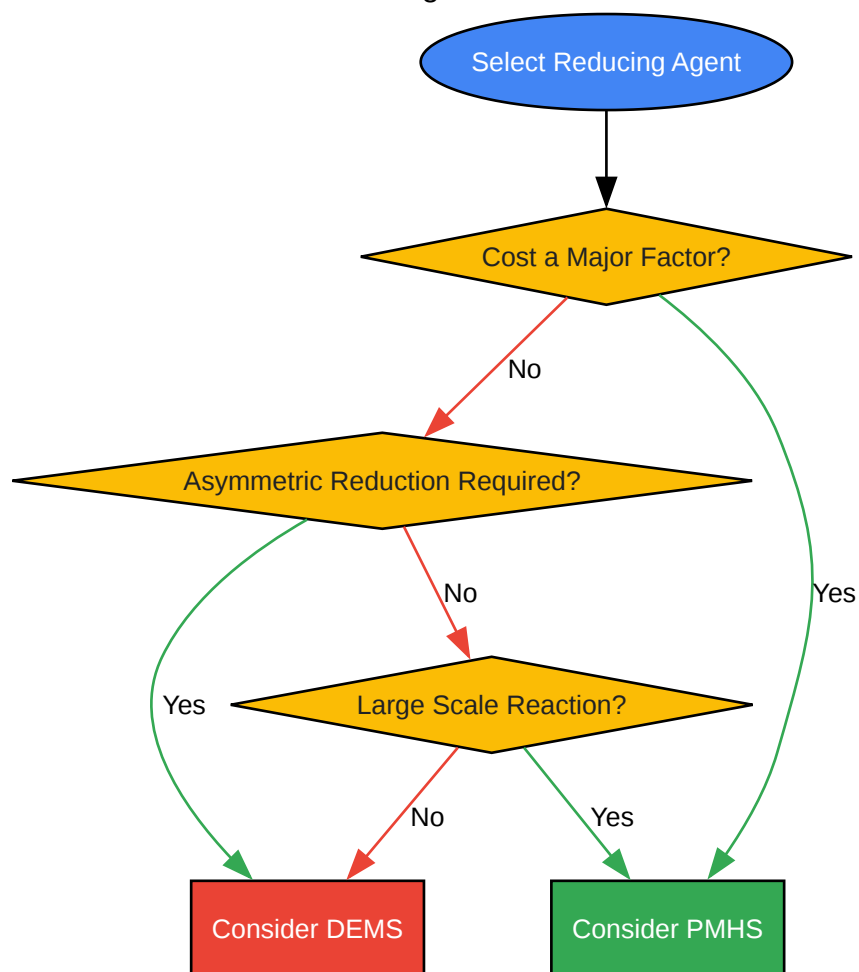 Select Reducing Agent
Cost a Major Factor?
No
Asymmetric Reduction Required?
No
Yes
Yes
Large Scale Reaction?
No
Yes
Consider DEMS
Consider PMHS